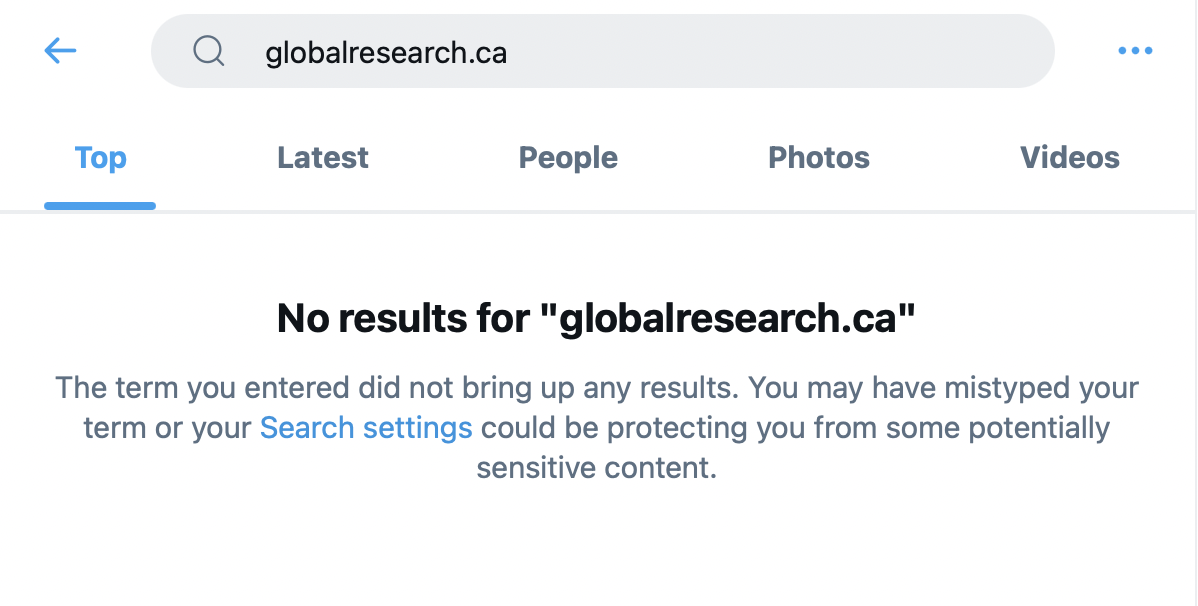 globalresearch.ca
Top Latest People Photos Videos
No results for "globalresearch.ca"
The term you entered did not bring up any results. You may have mistyped your
term or your Search settings could be protecting you from some potentially
sensitive content.